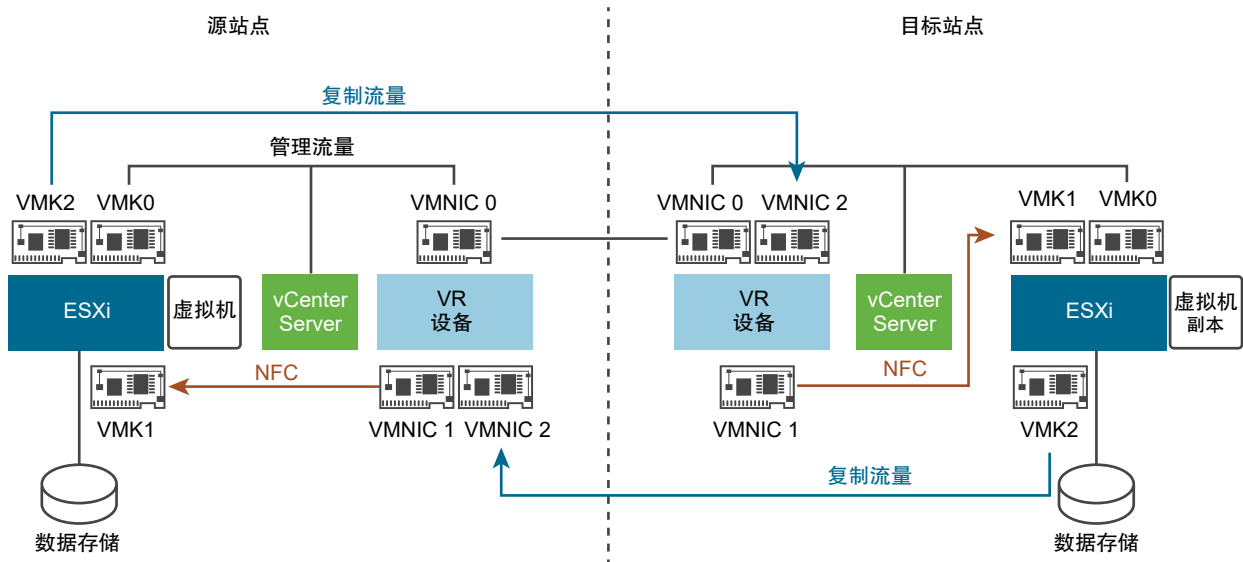 源站点
目标站点
复制流量
管理流量
VMK2
VMK0
VMNIC 0
VMNIC 0
VMNIC 2
VMK1
VMK0
ESXi
虚拟机
vCenter
Server
VR
设备
VR
设备
vCenter
Server
ESXi
虚拟机
副本
NFC
NFC
VMK1
VMNIC 1
VMNIC 2
VMNIC 1
VMK2
复制流量
数据存储
数据存储